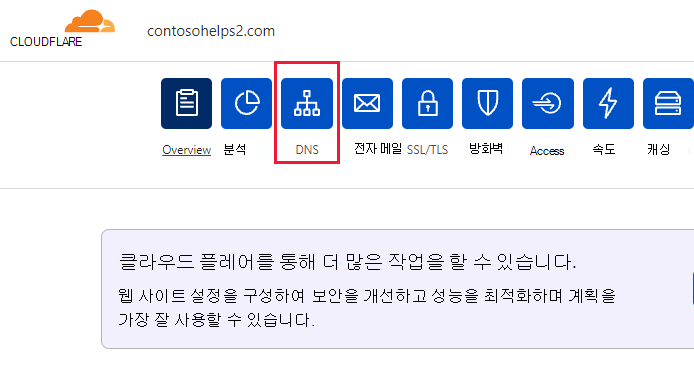 CLOUDFLARE
contosohelps2.com
Overview 분석 DNS 전자 메일 SSL/TLS 방화벽 Access 속도 캐싱
클라우드 플레어를 통해 더 많은 작업을 할 수 있습니다.
웹 사이트 설정을 구성하여 보안을 개선하고 성능을 최적화하며 계획을
가장 잘 사용할 수 있습니다.